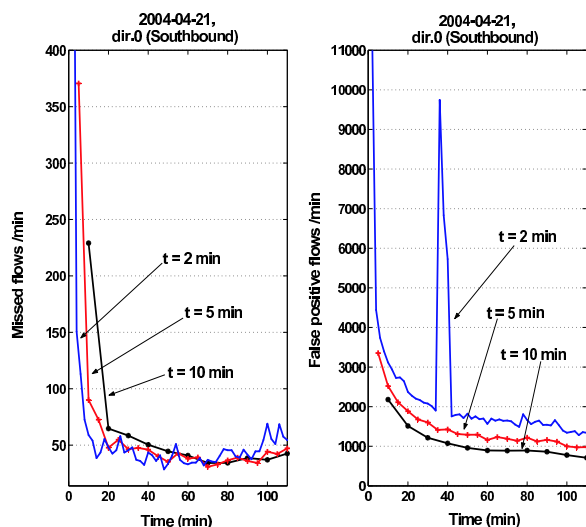 2004-04-21,
dir.0 (Southbound)
400
350
300
250
200
150
100
50
0 20 40 60 80 100
Missed flows /min
Time (min)
t = 2 min
t = 5 min
t = 10 min
2004-04-21,
dir.0 (Southbound)
11000
10000
9000
8000
7000
6000
5000
4000
3000
2000
1000
0
0 20 40 60 80 100
False positive flows /min
Time (min)
t = 2 min
t = 5 min
t = 10 min